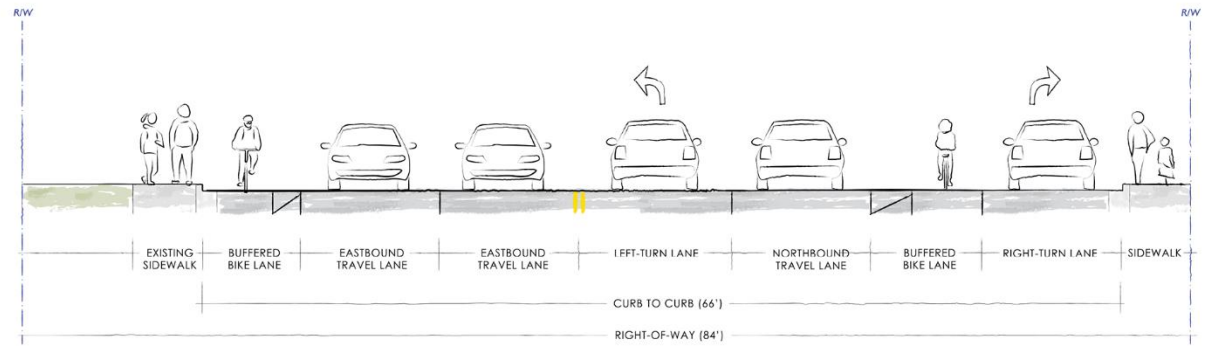 R/W
R/W
EXISTING
SIDEWALK
BUFFERED
BIKE LANE
EASTBOUND
TRAVEL LANE
EASTBOUND
TRAVEL LANE
LEFT-TURN LANE
NORTHBOUND
TRAVEL LANE
BUFFERED
BIKE LANE
RIGHT-TURN LANE
SIDEWALK
CURB TO CURB (66')
RIGHT-OF-WAY (84')